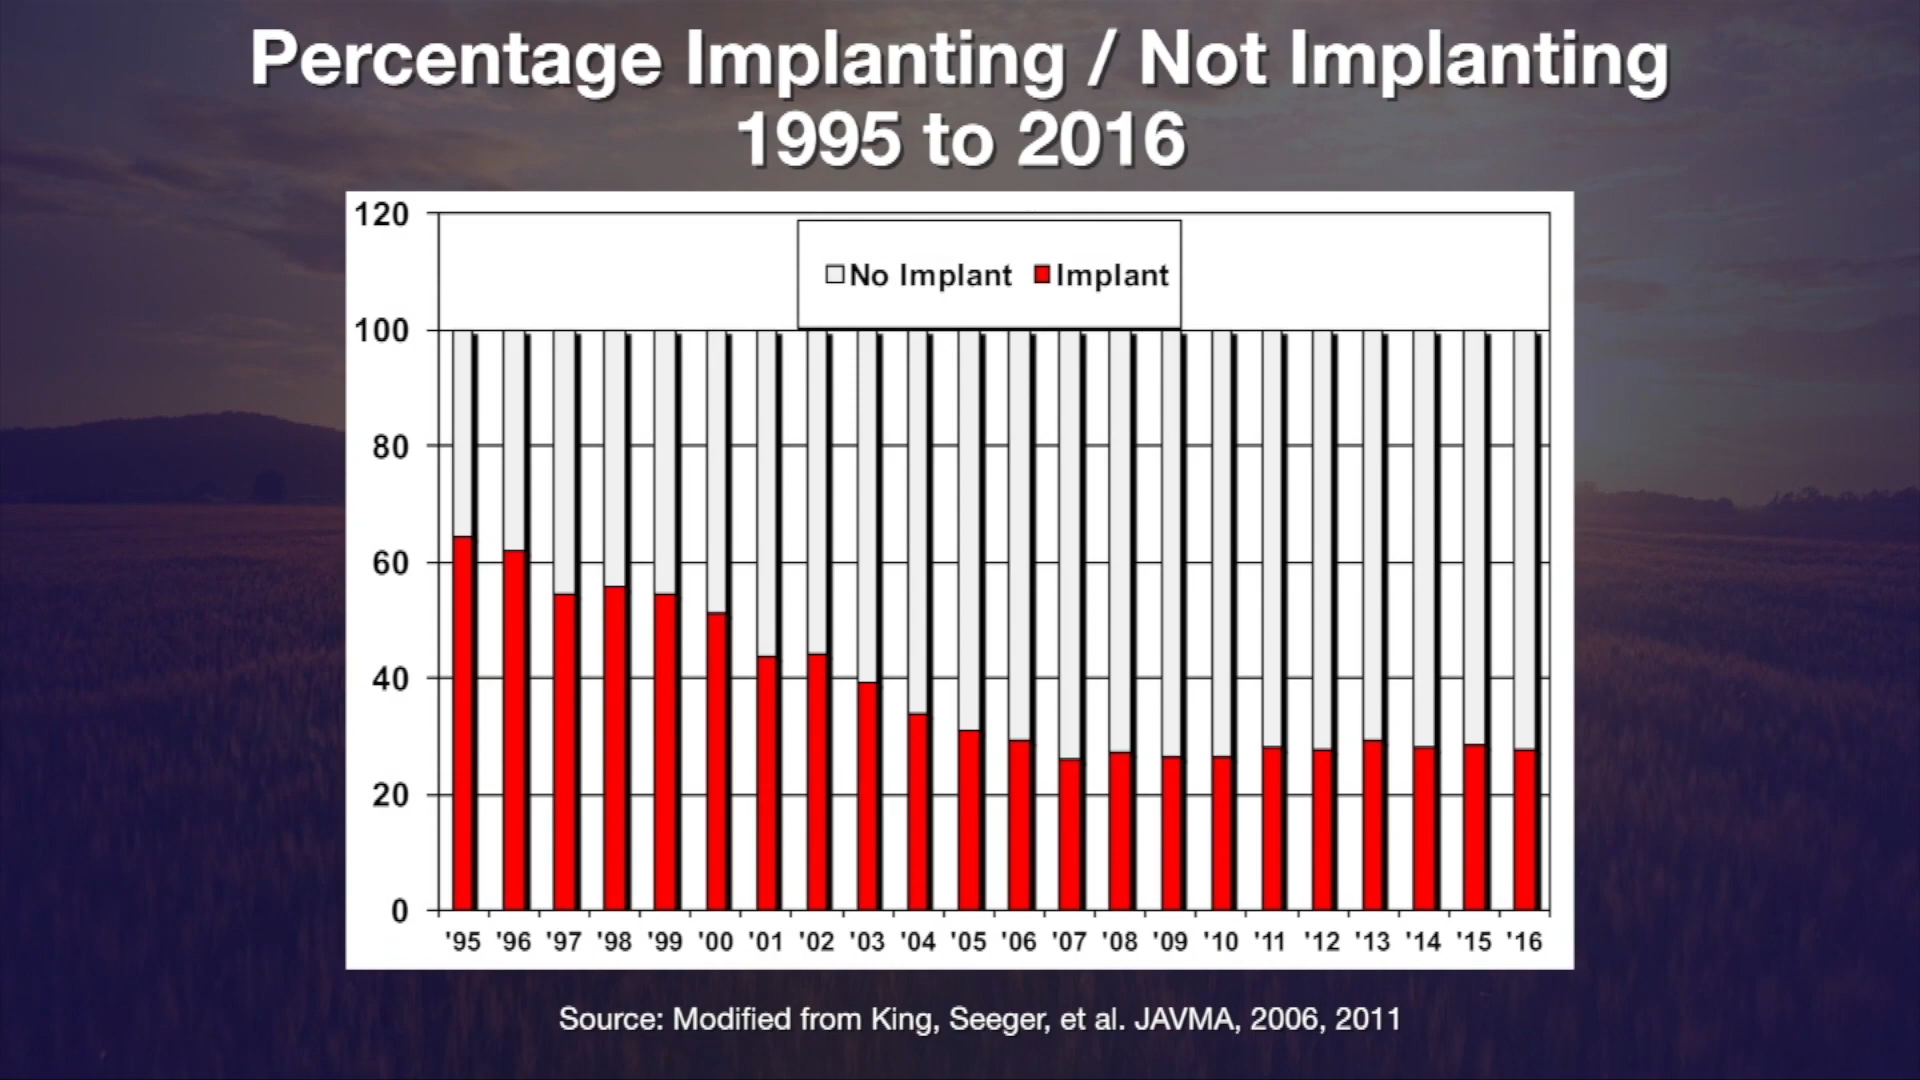 Percentage Implanting / Not Implanting
1995 to 2016
120
No Implant Implant
100
80
60
40
20
0
'95 '96 '97 '98 '99 '00 '01 '02 '03 '04 '05 '06 '07 '08 '09 '10 '11 '12 '13 '14 '15 '16
Source: Modified from King, Seeger, et al. JAVMA, 2006, 2011